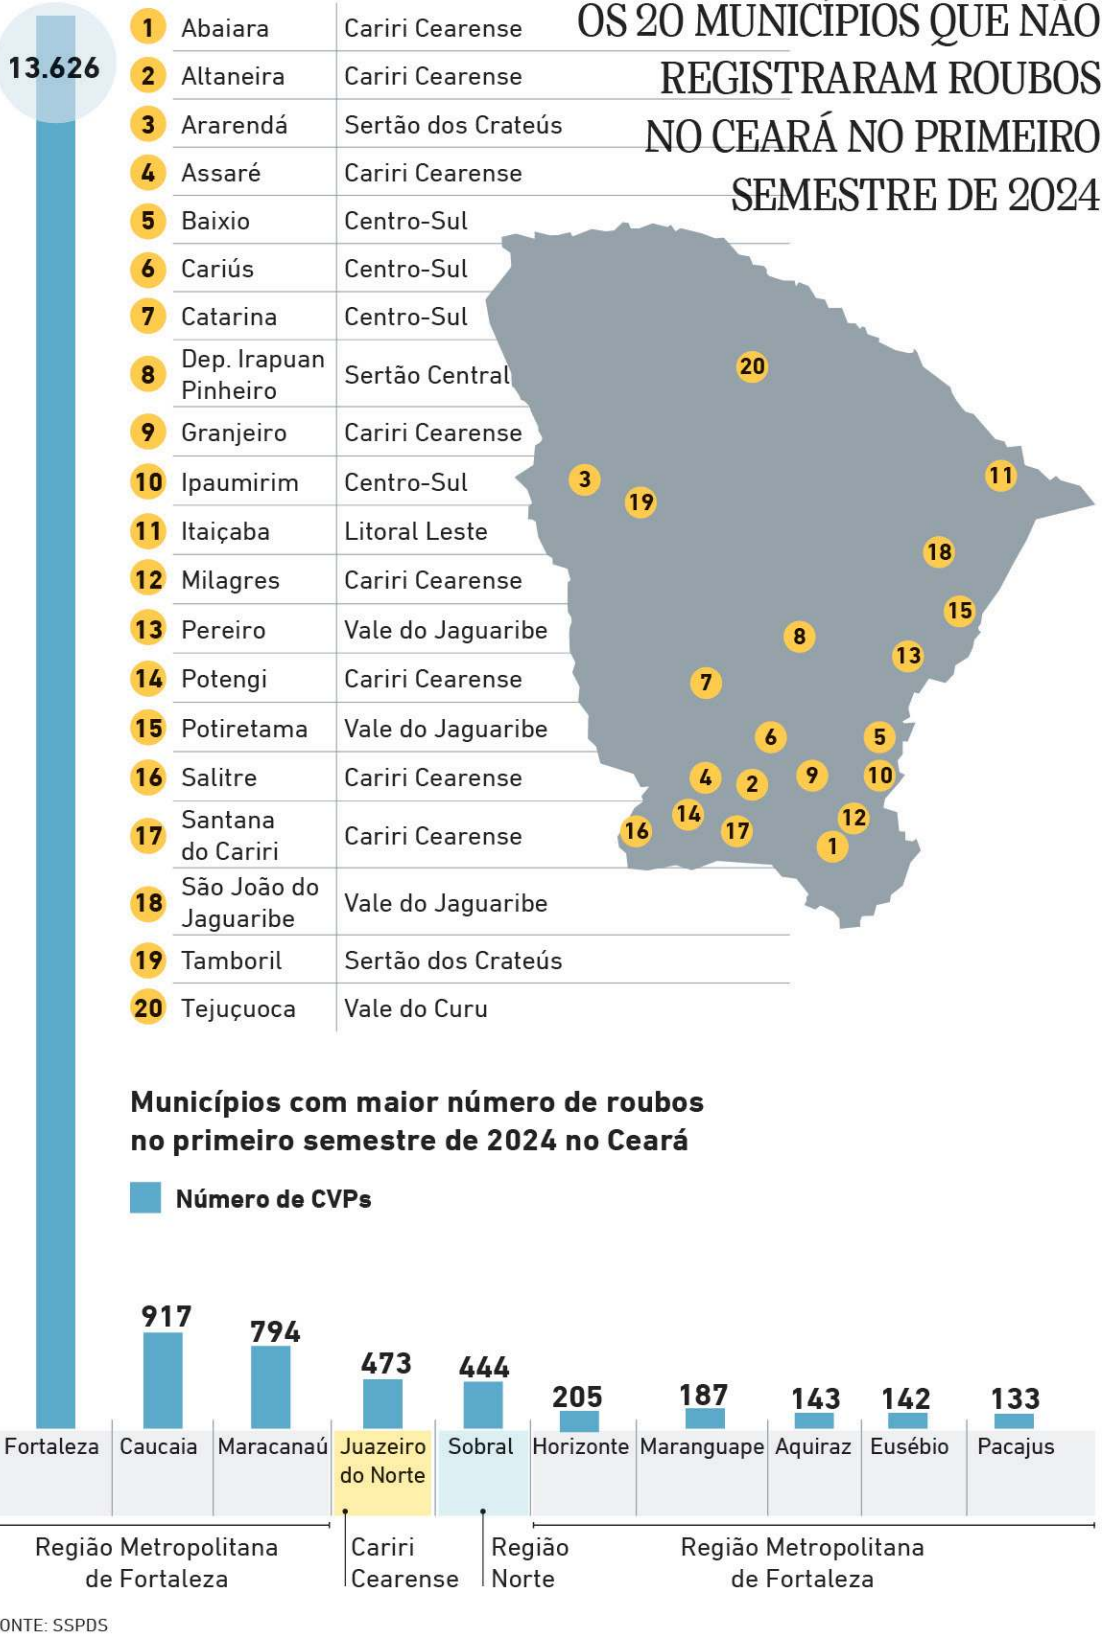 OS 20 MUNICÍPIOS QUE NÃO
REGISTRARAM ROUBOS
NO CEARÁ NO PRIMEIRO
SEMESTRE DE 2024
1 Abaiara Cariri Cearense
2 Altaneira Cariri Cearense
3 Ararendá Sertão dos Crateús
4 Assaré Cariri Cearense
5 Baixio Centro-Sul
6 Cariús Centro-Sul
7 Catarina Centro-Sul
8 Dep. Irapuan
Pinheiro Sertão Central
9 Granjeiro Cariri Cearense
10 Ipaumirim Centro-Sul
11 Itaiçaba Litoral Leste
12 Milagres Cariri Cearense
13 Pereiro Vale do Jaguaribe
14 Potengi Cariri Cearense
15 Potiretama Vale do Jaguaribe
16 Salitre Cariri Cearense
17 Santana
do Cariri Cariri Cearense
18 São João do
Jaguaribe Vale do Jaguaribe
19 Tamboril Sertão dos Crateús
20 Tejuçuoca Vale do Curu
20
3
19
11
18
15
8
13
7
6
5
4
2
9
10
14
12
16
17
1
Municípios com maior número de roubos
no primeiro semestre de 2024 no Ceará
Número de CVPs
13.626
917
794
473
444
205
187
143
142
133
Fortaleza Caucaia Maracanaú Juazeiro Sobral Horizonte Maranguape Aquiraz Eusébio Pacajus
do Norte
Região Metropolitana Cariri Região Região Metropolitana
de Fortaleza Cearense Norte de Fortaleza
ONTE: SSPDS